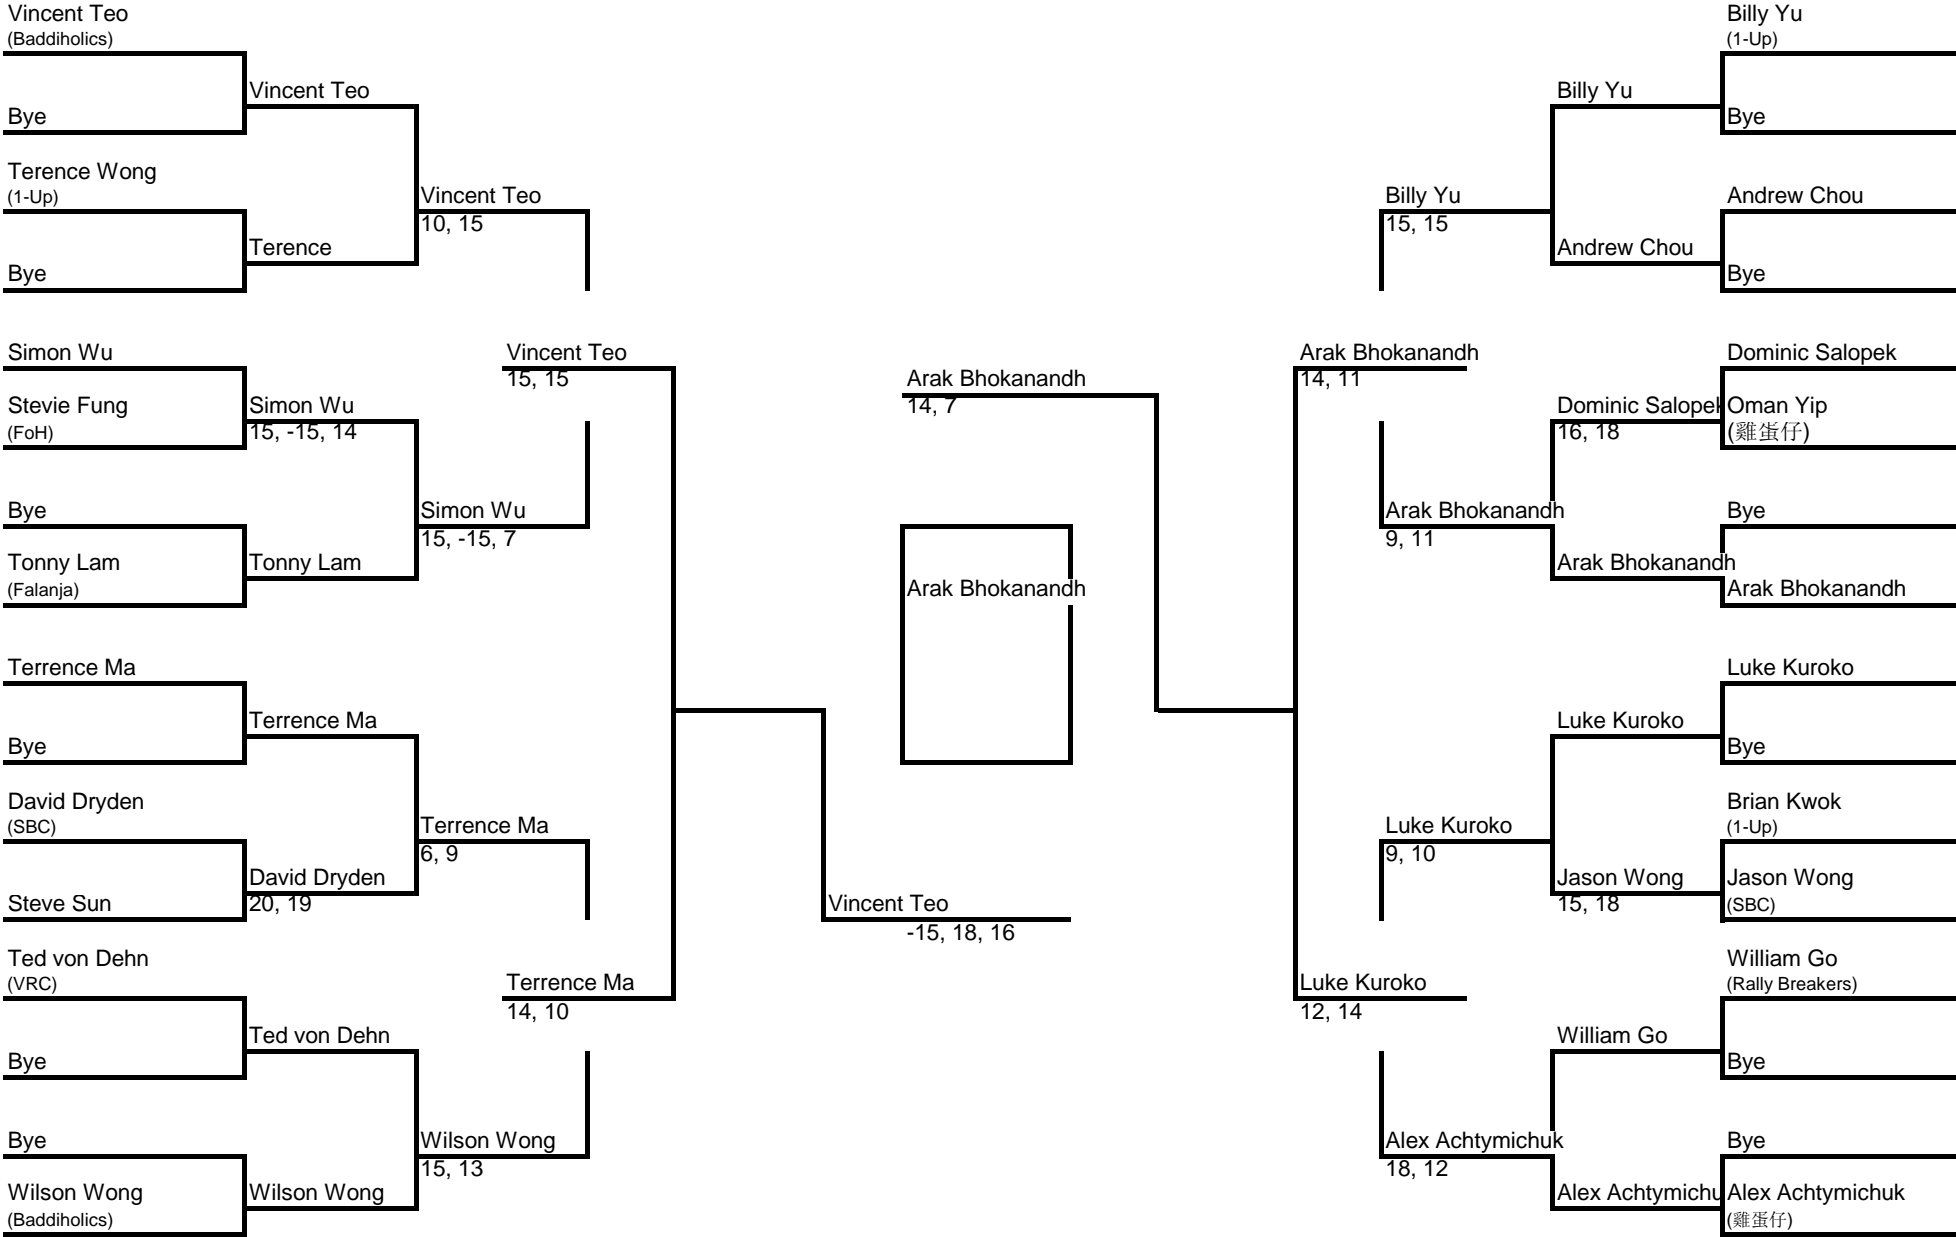 Vincent Teo
(Baddiholics)
Bye
Terence Wong
(1-Up)
Bye
Simon Wu
Stevie Fung
(FoH)
Bye
Tonny Lam
(Falanja)
Terrence Ma
Bye
David Dryden
(SBC)
Steve Sun
Ted von Dehn
(VRC)
Bye
Bye
Wilson Wong
(Baddiholics)
Vincent Teo
Terence
Simon Wu
15, -15, 14
Tonny Lam
Terrence Ma
David Dryden
20, 19
Ted von Dehn
Wilson Wong
Vincent Teo
10, 15
Simon Wu
15, -15, 7
Terrence Ma
6, 9
Wilson Wong
15, 13
Vincent Teo
15, 15
Terrence Ma
14, 10
Vincent Teo
-15, 18, 16
Arak Bhokanandh
14, 7
Arak Bhokanandh
Arak Bhokanandh
14, 11
Luke Kuroko
12, 14
Billy Yu
15, 15
Arak Bhokanandh
9, 11
Luke Kuroko
9, 10
Alex Achtymichuk
18, 12
Billy Yu
Andrew Chou
Dominic Salopek
16, 18
Arak Bhokanandh
Luke Kuroko
Jason Wong
15, 18
William Go
Alex Achtymichu
Billy Yu
(1-Up)
Bye
Andrew Chou
Bye
Dominic Salopek
Oman Yip
(雞蛋仔)
Bye
Arak Bhokanandh
Luke Kuroko
Bye
Brian Kwok
(1-Up)
Jason Wong
(SBC)
William Go
(Rally Breakers)
Bye
Bye
Alex Achtymichuk
(雞蛋仔)